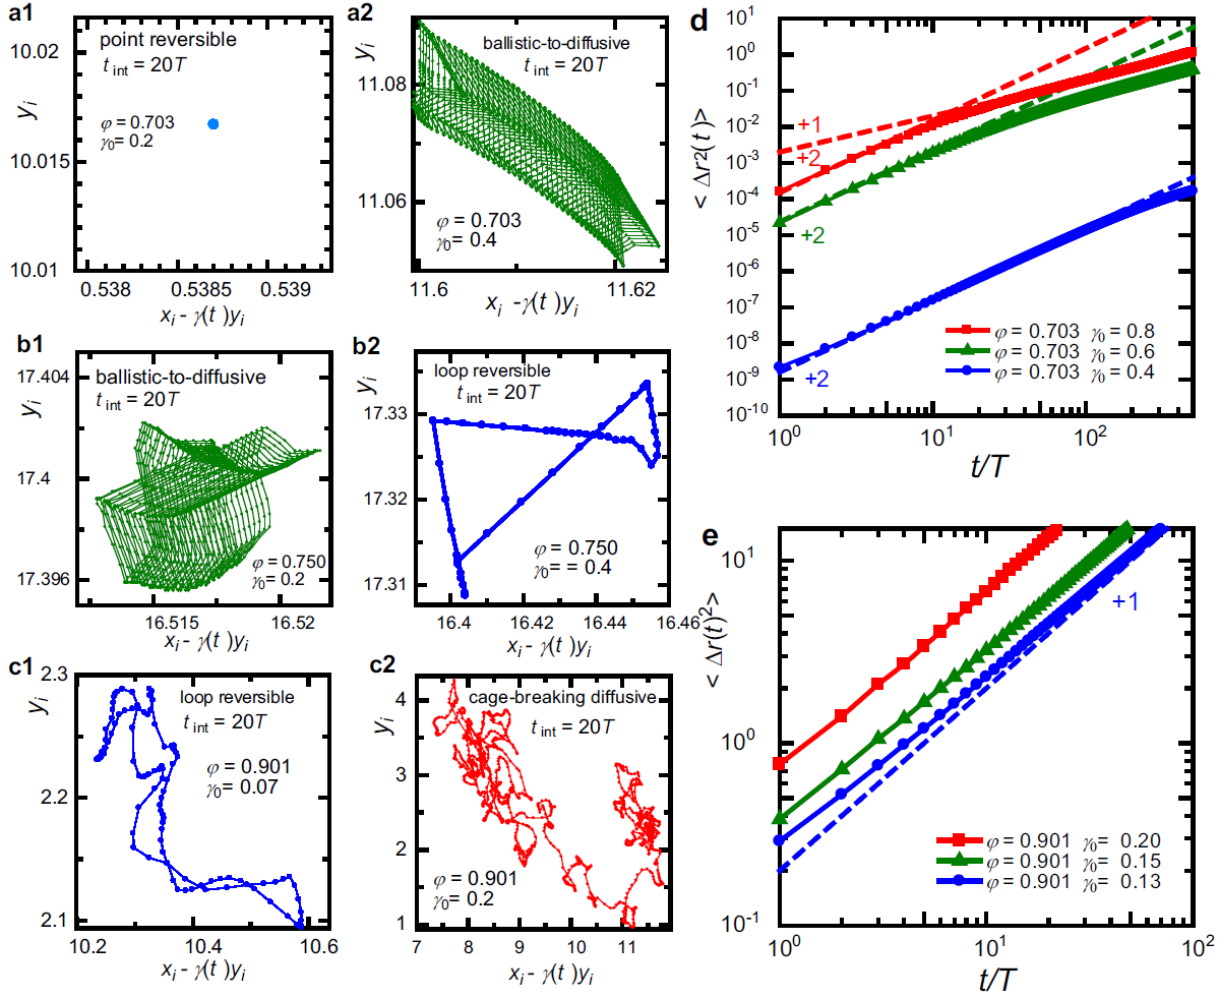 a1
point reversible
t int = 20T
φ = 0.703
γ0= 0.2
10.02
10.015
10.01
yi
0.538
0.5385
0.539
xi - γ(t)yi
a2
ballistic-to-diffusive
t int = 20T
φ = 0.703
γ0= 0.4
11.08
11.06
yi
11.6
11.62
xi -γ(t)yi
b1
ballistic-to-diffusive
t int = 20T
φ = 0.750
γ0= 0.2
17.404
17.4
17.396
yi
16.515
16.52
xi - γ(t)yi
b2
loop reversible
t int = 20T
φ = 0.750
γ0= = 0.4
17.33
17.32
17.31
yi
16.4
16.42
16.44
16.46
xi - γ(t)yi
c1
loop reversible
t int = 20T
φ = 0.901
γ0= 0.07
2.3
2.2
2.1
yi
10.2
10.4
10.6
xi - γ(t)yi
c2
cage-breaking diffusive
t int = 20T
φ = 0.901
γ0= 0.2
4
3
2
1
yi
7
8
9
10
11
xi - γ(t)yi
d
10^1
10^0
10^-1
10^-2
10^-3
10^-4
10^-5
10^-6
10^-7
10^-8
10^-9
10^-10
< Δr²(t)>
+1
+2
+2
+2
φ = 0.703 γ0= 0.8
φ = 0.703 γ0= 0.6
φ = 0.703 γ0= 0.4
10^0
10^1
10^2
t/T
e
10^1
10^0
10^-1
< Δr(t)²>
+1
φ = 0.901 γ0= 0.20
φ = 0.901 γ0= 0.15
φ = 0.901 γ0= 0.13
10^0
10^1
10^2
t/T